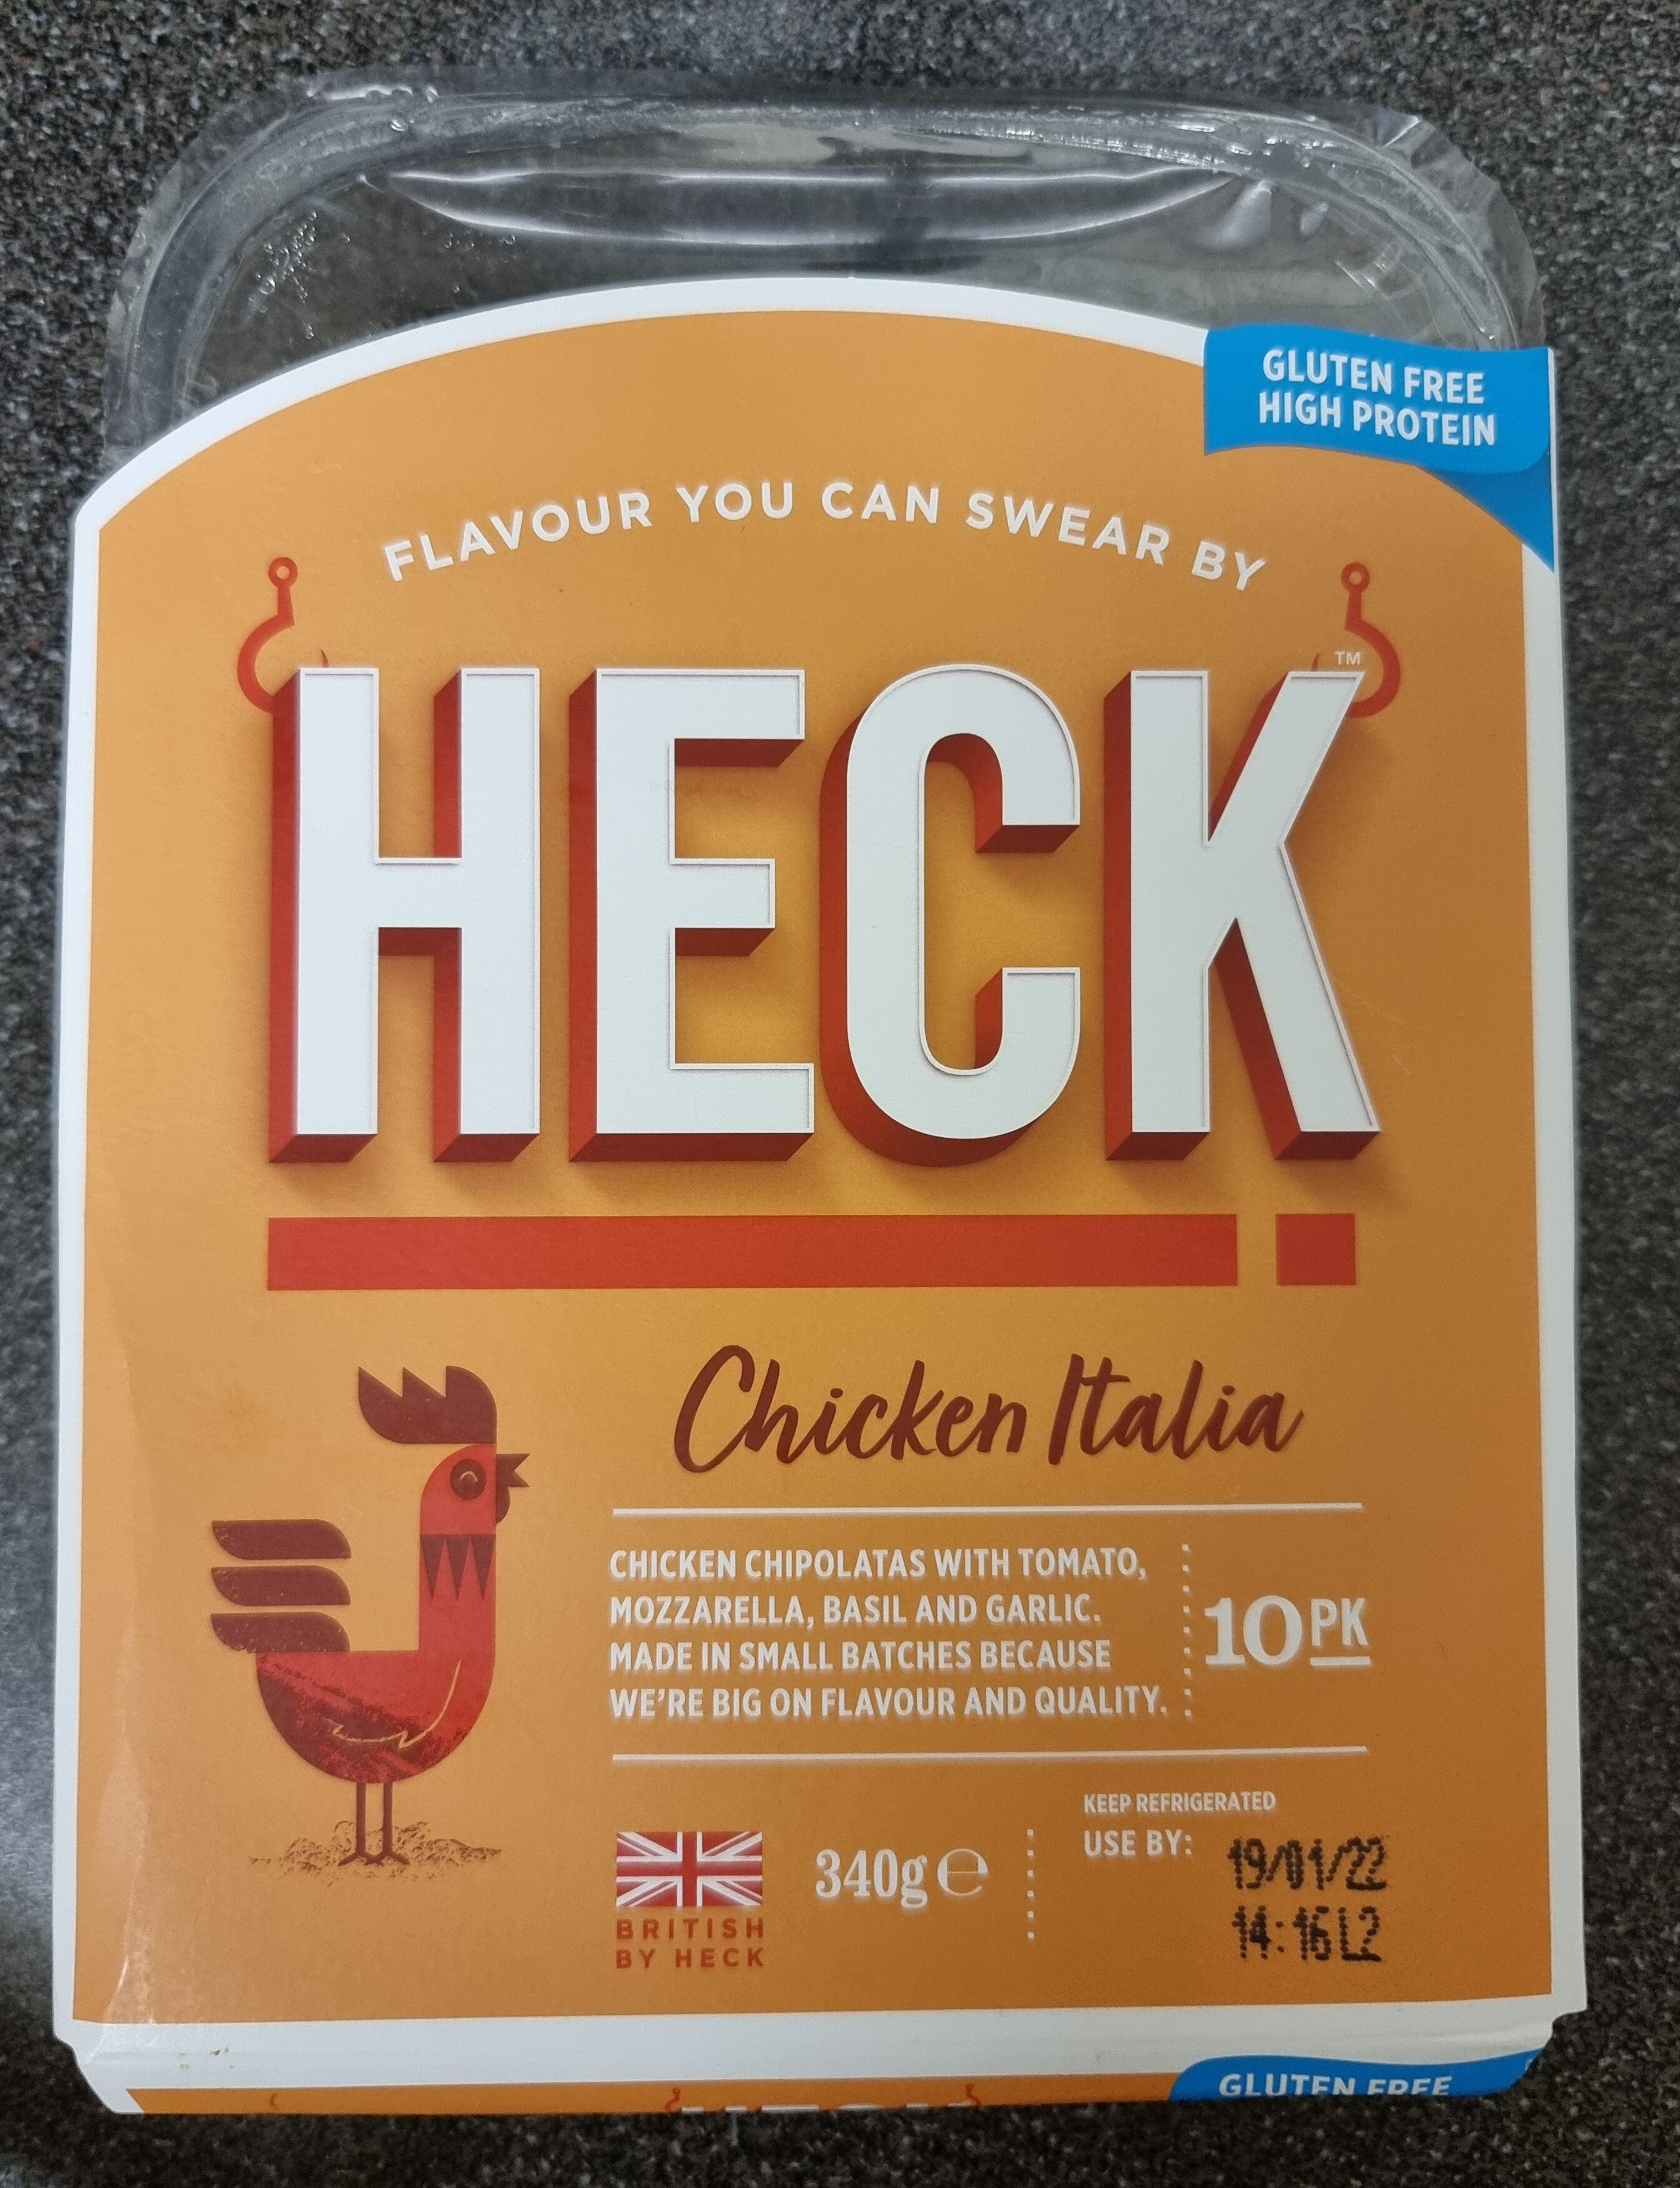 GLUTEN FREE
HIGH PROTEIN
FLAVOUR YOU CAN SWEAR BY
HECK™
Chicken Italia
CHICKEN CHIPOLATAS WITH TOMATO,
MOZZARELLA, BASIL AND GARLIC.
MADE IN SMALL BATCHES BECAUSE
WE'RE BIG ON FLAVOUR AND QUALITY.
10PK
BRITISH
BY HECK
340g℮
KEEP REFRIGERATED
USE BY: 19/01/22
14:16L2
GLUTEN FREE
HECK